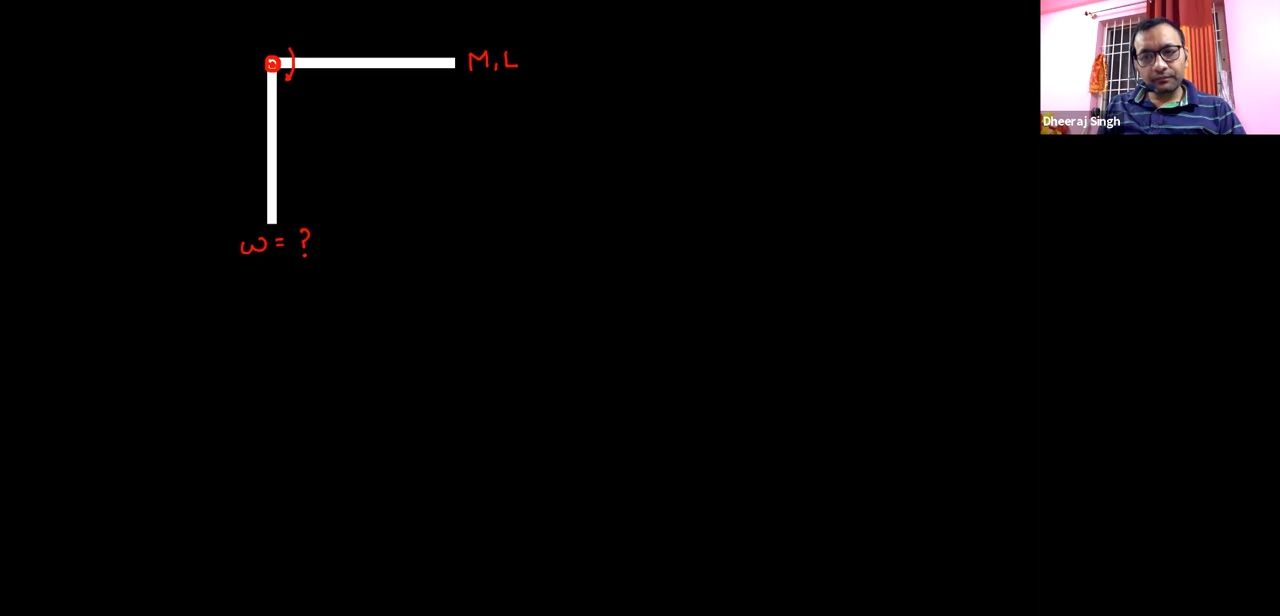 M, L
ω = ?
Dheeraj Singh